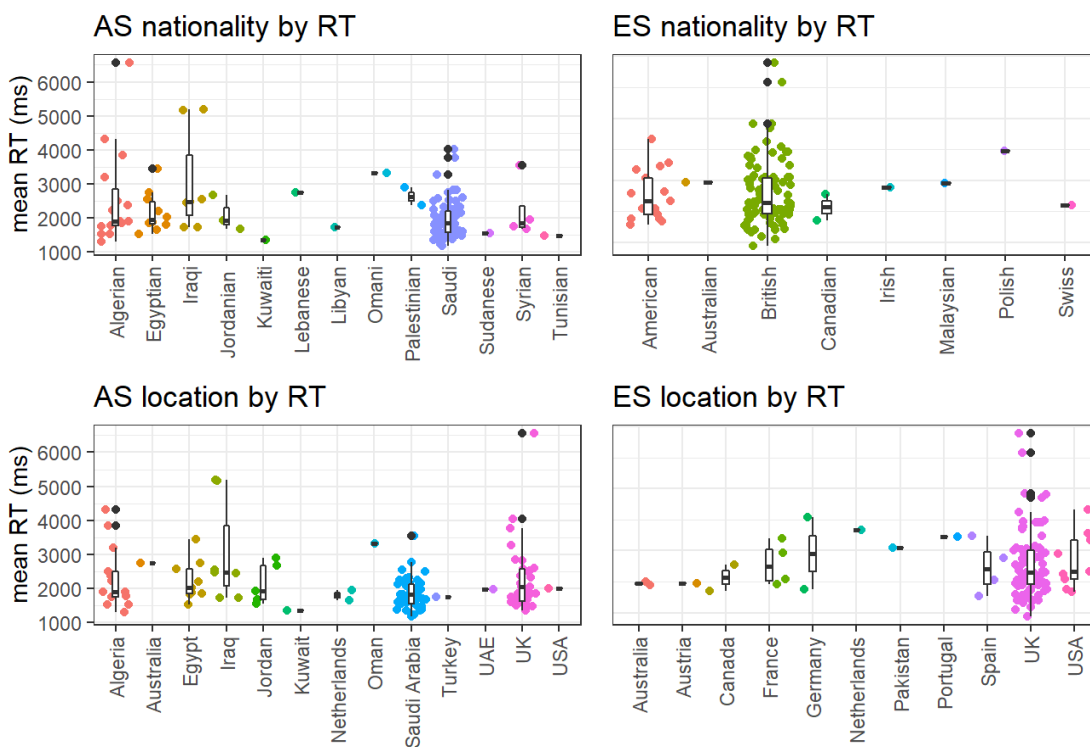 AS nationality by RT
ES nationality by RT
mean RT (ms)
6000
5000
4000
3000
2000
1000
Algerian
Egyptian
Iraqi
Jordanian
Kuwaiti
Lebanese
Libyan
Omani
Palestinian
Saudi
Sudanese
Syrian
Tunisian
American
Australian
British
Canadian
Irish
Malaysian
Polish
Swiss
AS location by RT
ES location by RT
mean RT (ms)
6000
5000
4000
3000
2000
1000
Algeria
Australia
Egypt
Iraq
Jordan
Kuwait
Netherlands
Oman
Saudi Arabia
Turkey
UAE
UK
USA
Australia
Austria
Canada
France
Germany
Netherlands
Pakistan
Portugal
Spain
UK
USA